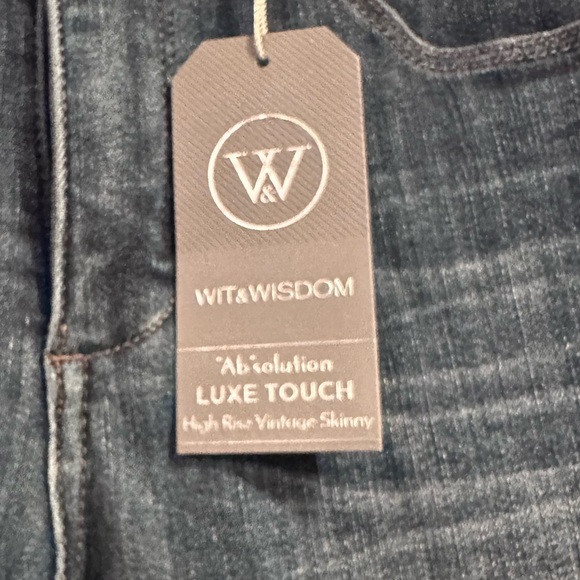 W&W
WIT&WISDOM
"Ab"solution
LUXE TOUCH
High Rise Vintage Skinny